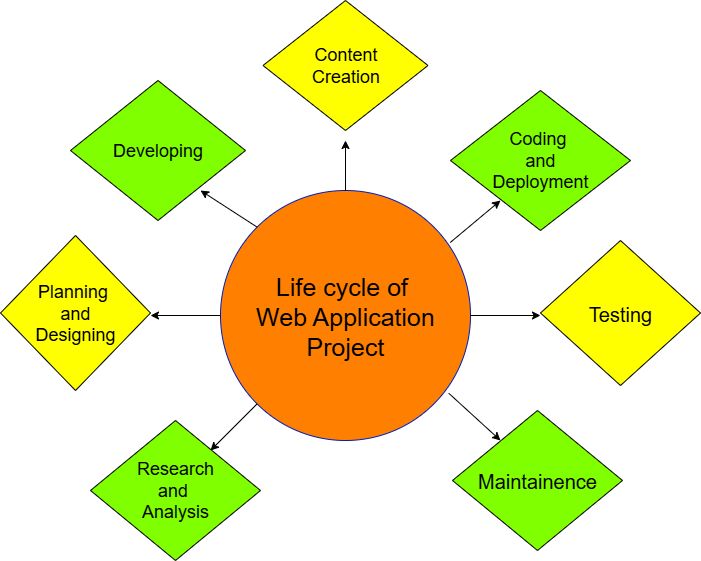 Content
Creation
Developing
Coding
and
Deployment
Planning
and
Designing
Life cycle of
Web Application
Project
Testing
Research
and
Analysis
Maintainence